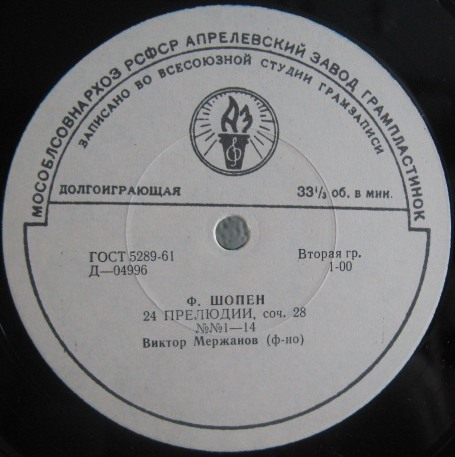 МОСОБЛСОВНАРХОЗ РСФСР АПРЕЛЕВСКИЙ ЗАВОД ГРАМПЛАСТИНОК
ЗАПИСАНО ВО ВСЕСОЮЗНОЙ СТУДИИ ГРАМЗАПИСИ
АЗ
ДОЛГОИГРАЮЩАЯ 33⅓ об. в мин.
ГОСТ 5289-61 Вторая гр.
Д—04996 1-00
Ф. ШОПЕН
24 ПРЕЛЮДИИ, соч. 28
№№1—14
Виктор Мержанов (ф-но)